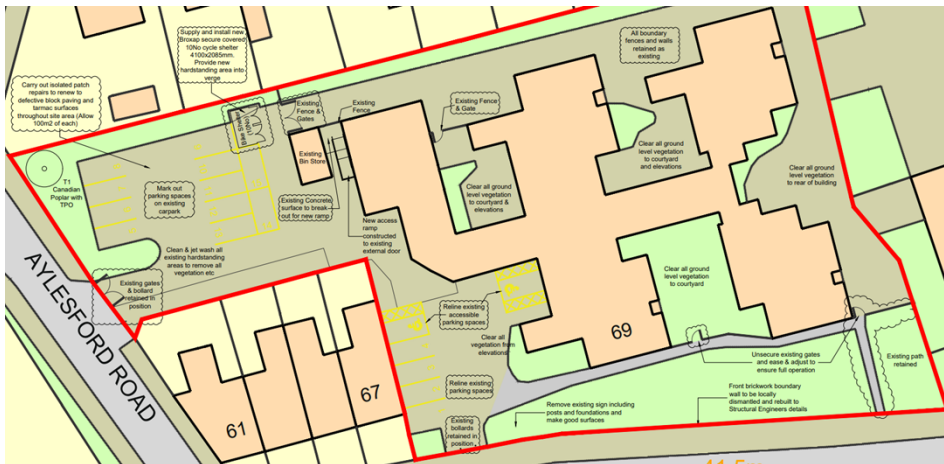 Supply and install new
Broxap secure covered
10No cycle shelter
4100x2085mm.
Provide new
hardstanding area into
verge
All boundary
fences and walls
retained as
existing
Carry out isolated patch
repairs to renew to
defective block paving and
tarmac surfaces
throughout site area (Allow
100m2 of each)
Bike Shelter
(10No)
Existing
Fence &
Gates
Existing
Fence
Existing Fence
& Gate
Existing
Bin Store
Clear all ground
level vegetation
to courtyard
and elevations
Clear all ground
level vegetation
to rear of building
T1
Canadian
Poplar with
TPO
Mark out
parking spaces
on existing
carpark
Clear all ground
level vegetation
to courtyard &
elevations
Existing Concrete
surface to break
out for new ramp
New access
ramp
constructed
to existing
external door
Clean & jet wash all
existing hardstanding
areas to remove all
vegetation etc
Clear all ground
level vegetation
to courtyard
Existing gates
& bollard
retained in
position
AYLESFORD ROAD
Reline existing
accessible
parking spaces
Clear all
vegetation from
elevations
69
Unsecure existing gates
and ease & adjust to
ensure full operation
Existing path
retained
61
67
Reline existing
parking spaces
Front brickwork boundary
wall to be locally
dismantled and rebuilt to
Structural Engineers details
Remove existing sign including
posts and foundations and
make good surfaces
Existing
bollards
retained in
position